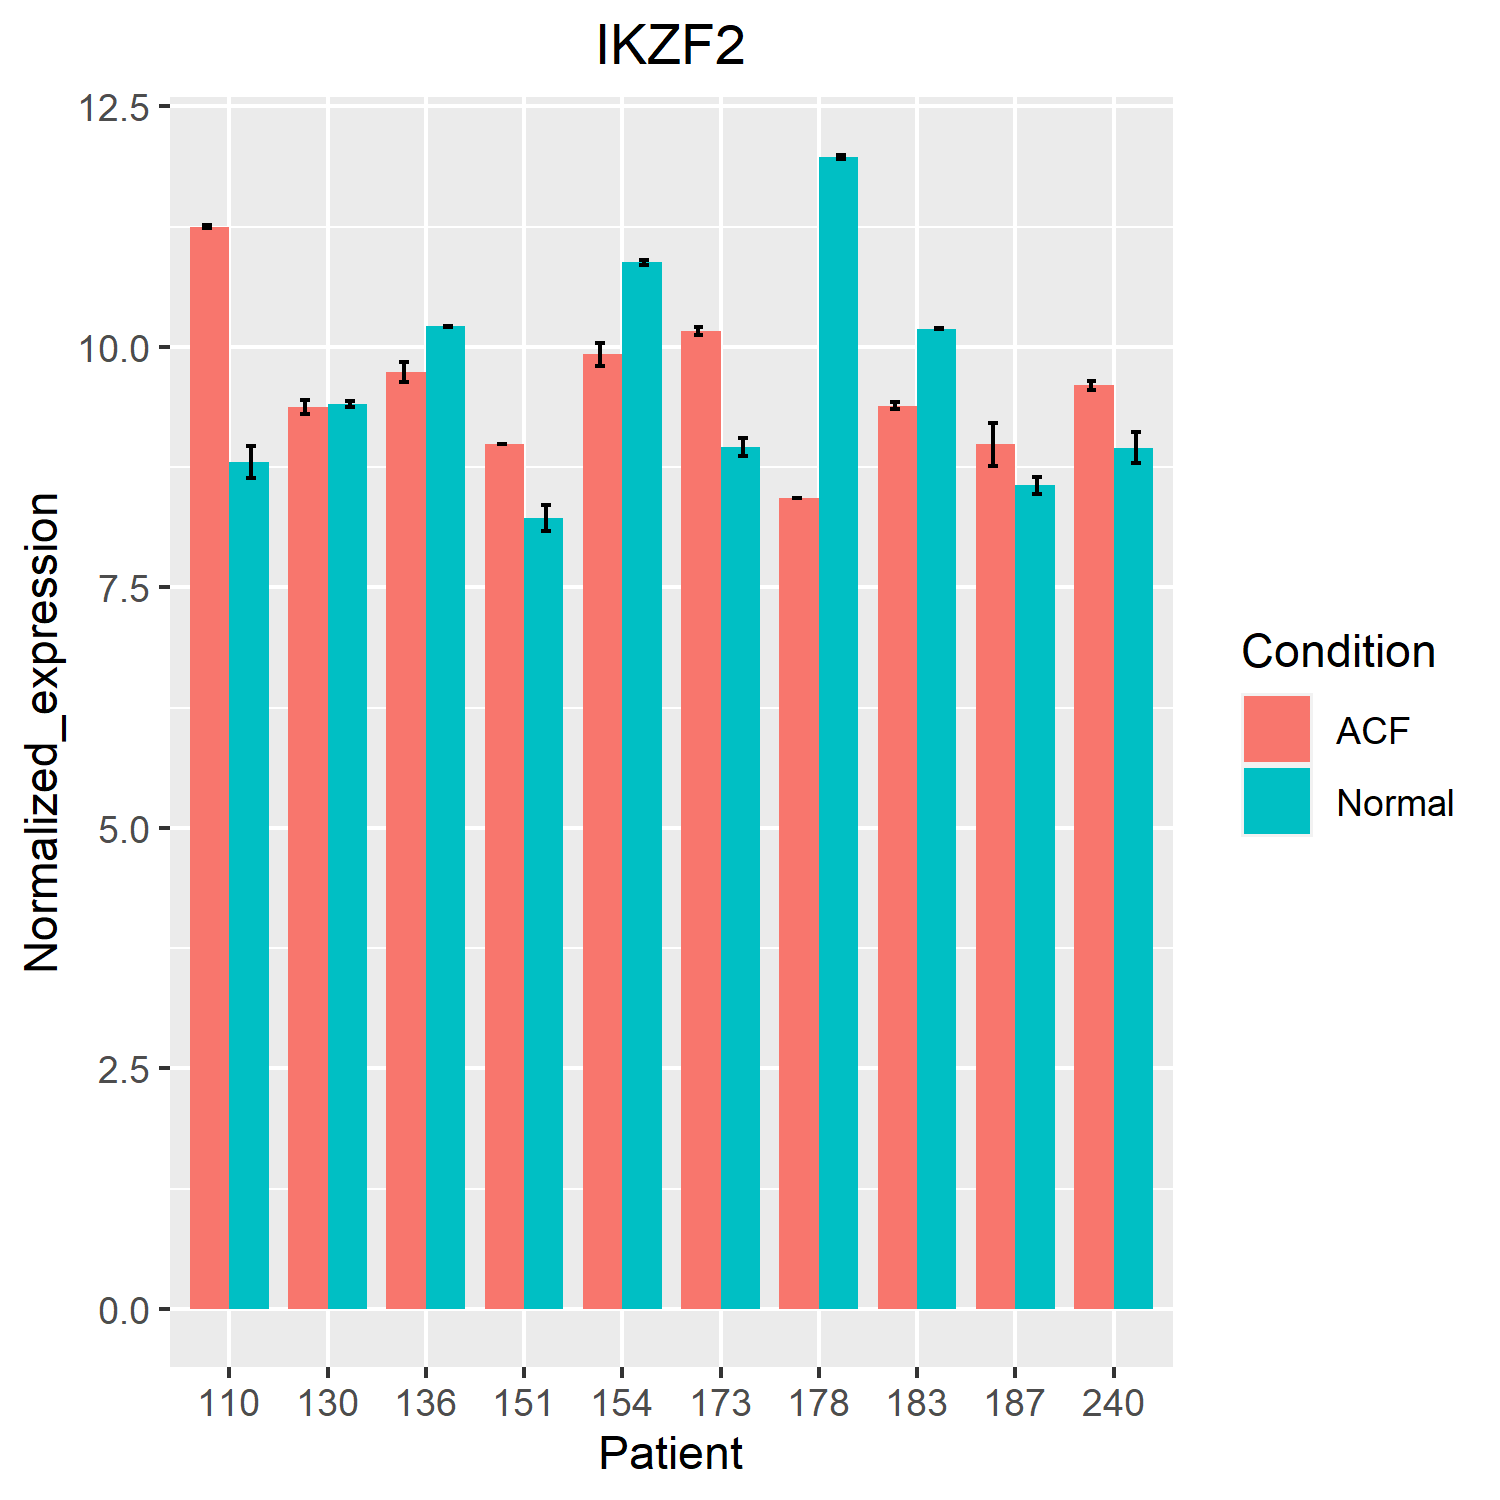 IKZF2
12.5
10.0
7.5
5.0
2.5
0.0
Normalized_expression
110 130 136 151 154 173 178 183 187 240
Patient
Condition
ACF
Normal